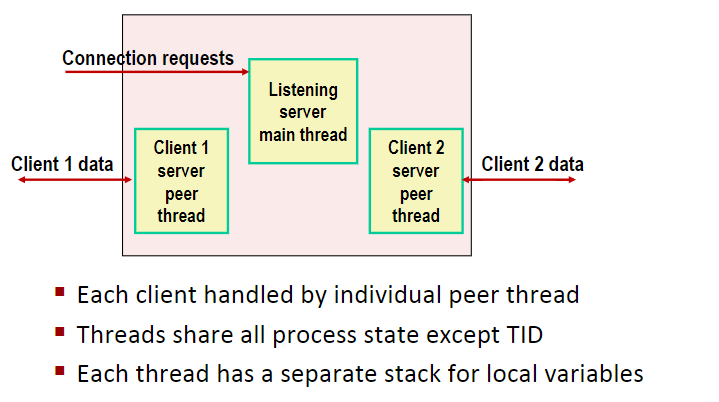 Connection requests
Listening
server
main thread
Client 1
server
peer
thread
Client 2
server
peer
thread
Client 1 data
Client 2 data
▪ Each client handled by individual peer thread
▪ Threads share all process state except TID
▪ Each thread has a separate stack for local variables